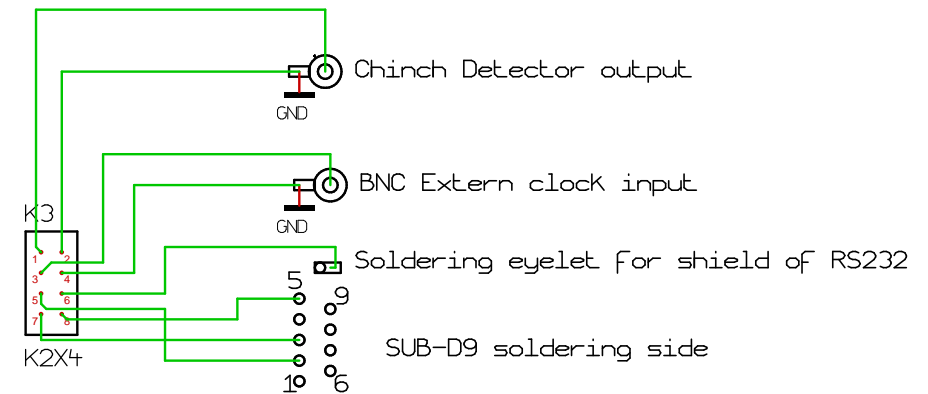 Chinch Detector output
GND
BNC Extern clock input
GND
K3
1 2
3 4
5 6
7 8
K2X4
Soldering eyelet for shield of RS232
5
9
SUB-D9 soldering side
1
6